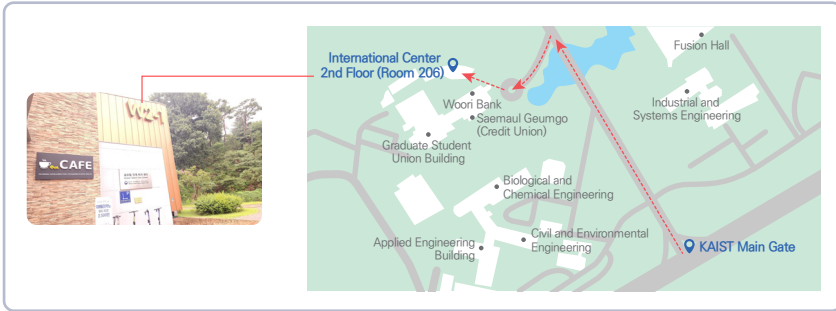 W2-1
CAFE
International Center
2nd Floor (Room 206)
Woori Bank
Saemaul Geumgo
(Credit Union)
Graduate Student
Union Building
Biological and
Chemical Engineering
Applied Engineering
Building
Civil and Environmental
Engineering
Fusion Hall
Industrial and
Systems Engineering
KAIST Main Gate